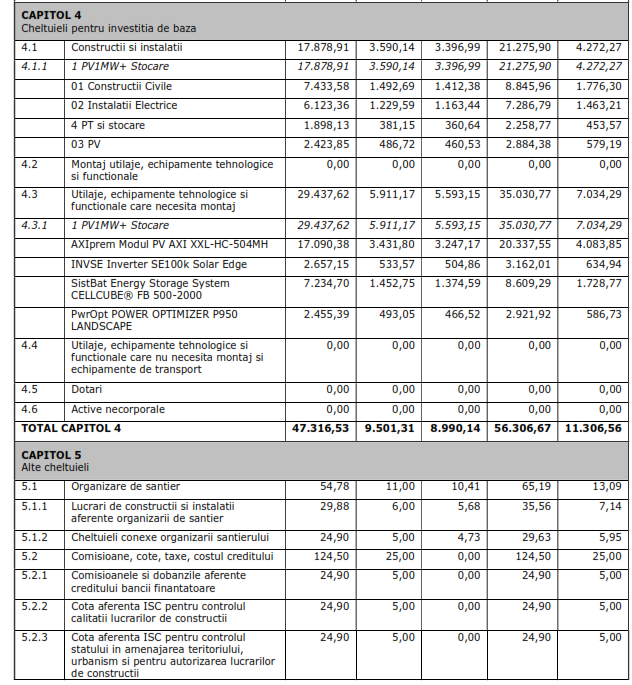 CAPITOL 4
Cheltuieli pentru investitia de baza
4.1 Constructii si instalatii 17.878,91 3.590,14 3.396,99 21.275,90 4.272,27
4.1.1 1 PV1MW+ Stocare 17.878,91 3.590,14 3.396,99 21.275,90 4.272,27
01 Constructii Civile 7.433,58 1.492,69 1.412,38 8.845,96 1.776,30
02 Instalatii Electrice 6.123,36 1.229,59 1.163,44 7.286,79 1.463,21
4 PT si stocare 1.898,13 381,15 360,64 2.258,77 453,57
03 PV 2.423,85 486,72 460,53 2.884,38 579,19
4.2 Montaj utilaje, echipamente tehnologice 0,00 0,00 0,00 0,00 0,00
si functionale
4.3 Utilaje, echipamente tehnologice si 29.437,62 5.911,17 5.593,15 35.030,77 7.034,29
functionale care necesita montaj
4.3.1 1 PV1MW+ Stocare 29.437,62 5.911,17 5.593,15 35.030,77 7.034,29
AXIprem Modul PV AXI XXL-HC-504MH 17.090,38 3.431,80 3.247,17 20.337,55 4.083,85
INVSE Inverter SE100k Solar Edge 2.657,15 533,57 504,86 3.162,01 634,94
SistBat Energy Storage System 7.234,70 1.452,75 1.374,59 8.609,29 1.728,77
CELLCUBE® FB 500-2000
PwrOpt POWER OPTIMIZER P950 2.455,39 493,05 466,52 2.921,92 586,73
LANDSCAPE
4.4 Utilaje, echipamente tehnologice si 0,00 0,00 0,00 0,00 0,00
functionale care nu necesita montaj si
echipamente de transport
4.5 Dotari 0,00 0,00 0,00 0,00 0,00
4.6 Active necorporale 0,00 0,00 0,00 0,00 0,00
TOTAL CAPITOL 4 47.316,53 9.501,31 8.990,14 56.306,67 11.306,56
CAPITOL 5
Alte cheltuieli
5.1 Organizare de santier 54,78 11,00 10,41 65,19 13,09
5.1.1 Lucrari de constructii si instalatii 29,88 6,00 5,68 35,56 7,14
aferente organizarii de santier
5.1.2 Cheltuieli conexe organizarii santierului 24,90 5,00 4,73 29,63 5,95
5.2 Comisioane, cote, taxe, costul creditului 124,50 25,00 0,00 124,50 25,00
5.2.1 Comisioanele si dobanzile aferente 24,90 5,00 0,00 24,90 5,00
creditului bancii finantatoare
5.2.2 Cota aferenta ISC pentru controlul 24,90 5,00 0,00 24,90 5,00
calitatii lucrarilor de constructii
5.2.3 Cota aferenta ISC pentru controlul 24,90 5,00 0,00 24,90 5,00
statului in amenajarea teritoriului,
urbanism si pentru autorizarea lucrarilor
de constructii